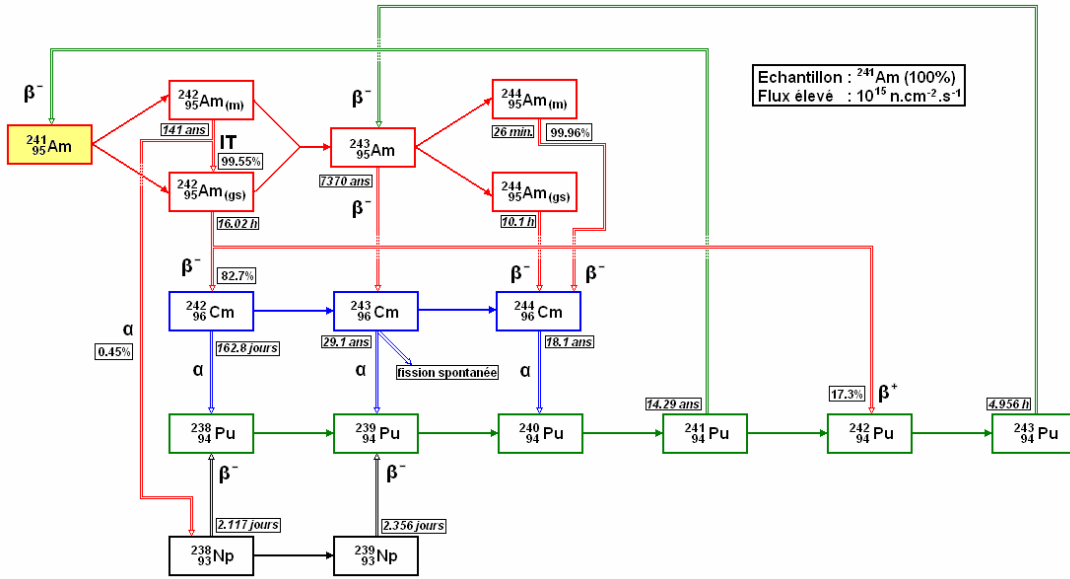 Echantillon : ²⁴¹Am (100%)
Flux élevé : 10¹⁵ n.cm⁻².s⁻¹
β⁻
²⁴²₉₅Am(m)
141 ans
IT
99.55%
β⁻
²⁴⁴₉₅Am(m)
26 min.
99.96%
²⁴¹₉₅Am
²⁴³₉₅Am
7370 ans
β⁻
²⁴²₉₅Am(gs)
16.02 h
²⁴⁴₉₅Am(gs)
10.1 h
β⁻
82.7%
β⁻
β⁻
²⁴²₉₆Cm
²⁴³₉₆Cm
²⁴⁴₉₆Cm
α
0.45%
162.8 jours
29.1 ans
18.1 ans
α
α
fission spontanée
α
14.29 ans
17.3%
β⁺
4.956 h
²³⁸₉₄Pu
²³⁹₉₄Pu
²⁴⁰₉₄Pu
²⁴¹₉₄Pu
²⁴²₉₄Pu
²⁴³₉₄Pu
β⁻
β⁻
2.117 jours
2.356 jours
²³⁸₉₃Np
²³⁹₉₃Np